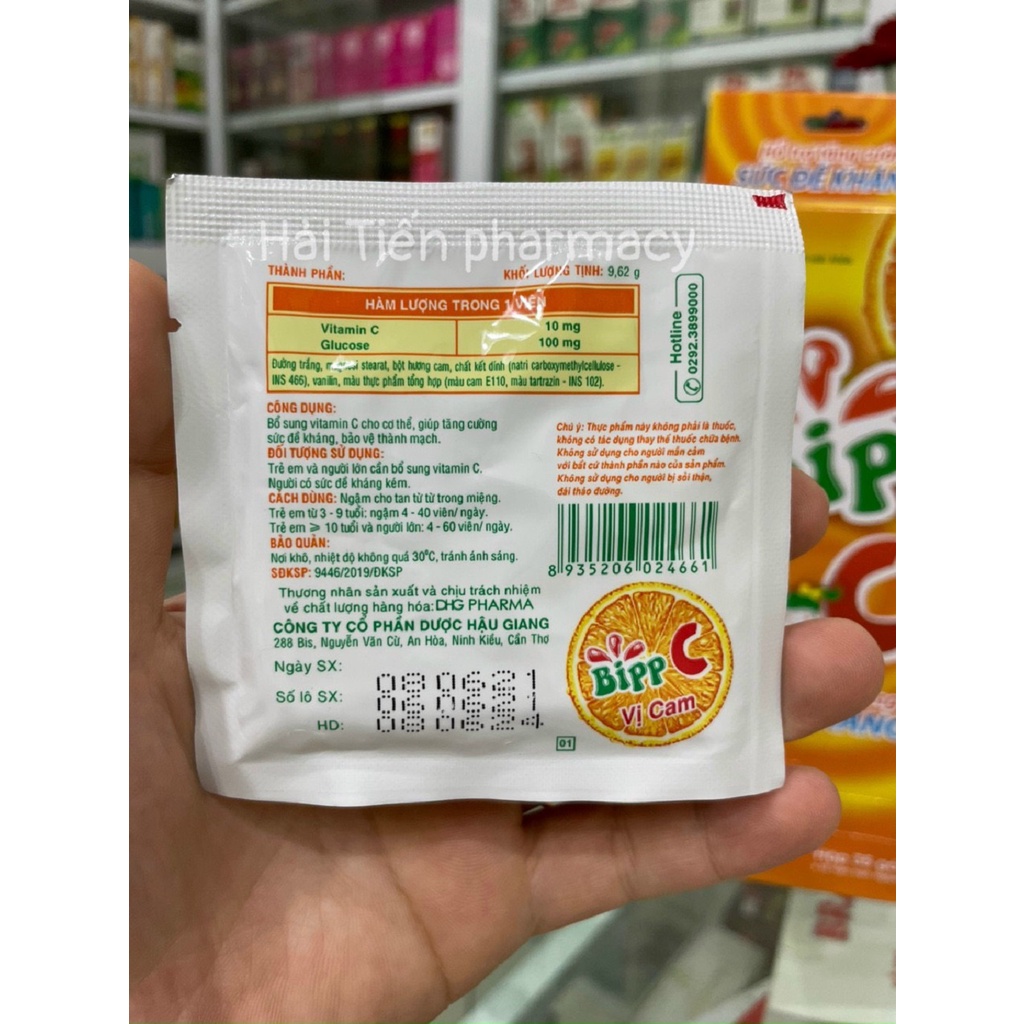 Hải Tiến pharmacy
THÀNH PHẦN: KHỐI LƯỢNG TỊNH: 9,62 g
HÀM LƯỢNG TRONG 1 VIÊN
Vitamin C 10 mg
Glucose 100 mg
Đường trắng, magnesi stearat, bột hương cam, chất kết dính (natri carboxymethylcellulose -
INS 466), vanilin, màu thực phẩm tổng hợp (màu cam E110, màu tartrazin - INS 102).
Hotline
0292.3899000
CÔNG DỤNG:
Bổ sung vitamin C cho cơ thể, giúp tăng cường
sức đề kháng, bảo vệ thành mạch.
ĐỐI TƯỢNG SỬ DỤNG:
Trẻ em và người lớn cần bổ sung vitamin C.
Người có sức đề kháng kém.
CÁCH DÙNG: Ngậm cho tan từ từ trong miệng.
Trẻ em từ 3 - 9 tuổi: ngậm 4 - 40 viên/ ngày.
Trẻ em ⩾ 10 tuổi và người lớn: 4 - 60 viên/ ngày.
BẢO QUẢN:
Nơi khô, nhiệt độ không quá 30⁰C, tránh ánh sáng.
SĐKSP: 9446/2019/ĐKSP
Chú ý: Thực phẩm này không phải là thuốc,
không có tác dụng thay thế thuốc chữa bệnh.
Không sử dụng cho người mẫn cảm
với bất cứ thành phần nào của sản phẩm.
Không sử dụng cho người bị sỏi thận,
đái tháo đường.
8 935206 024661
Thương nhân sản xuất và chịu trách nhiệm
về chất lượng hàng hóa: DHG PHARMA
CÔNG TY CỔ PHẦN DƯỢC HẬU GIANG
288 Bis, Nguyễn Văn Cừ, An Hòa, Ninh Kiều, Cần Thơ
Ngày SX: 080621
Số lô SX:
HD: 080624
01
Bipp C
Vị Cam
SỨC ĐỀ KHÁN
Bipp
C